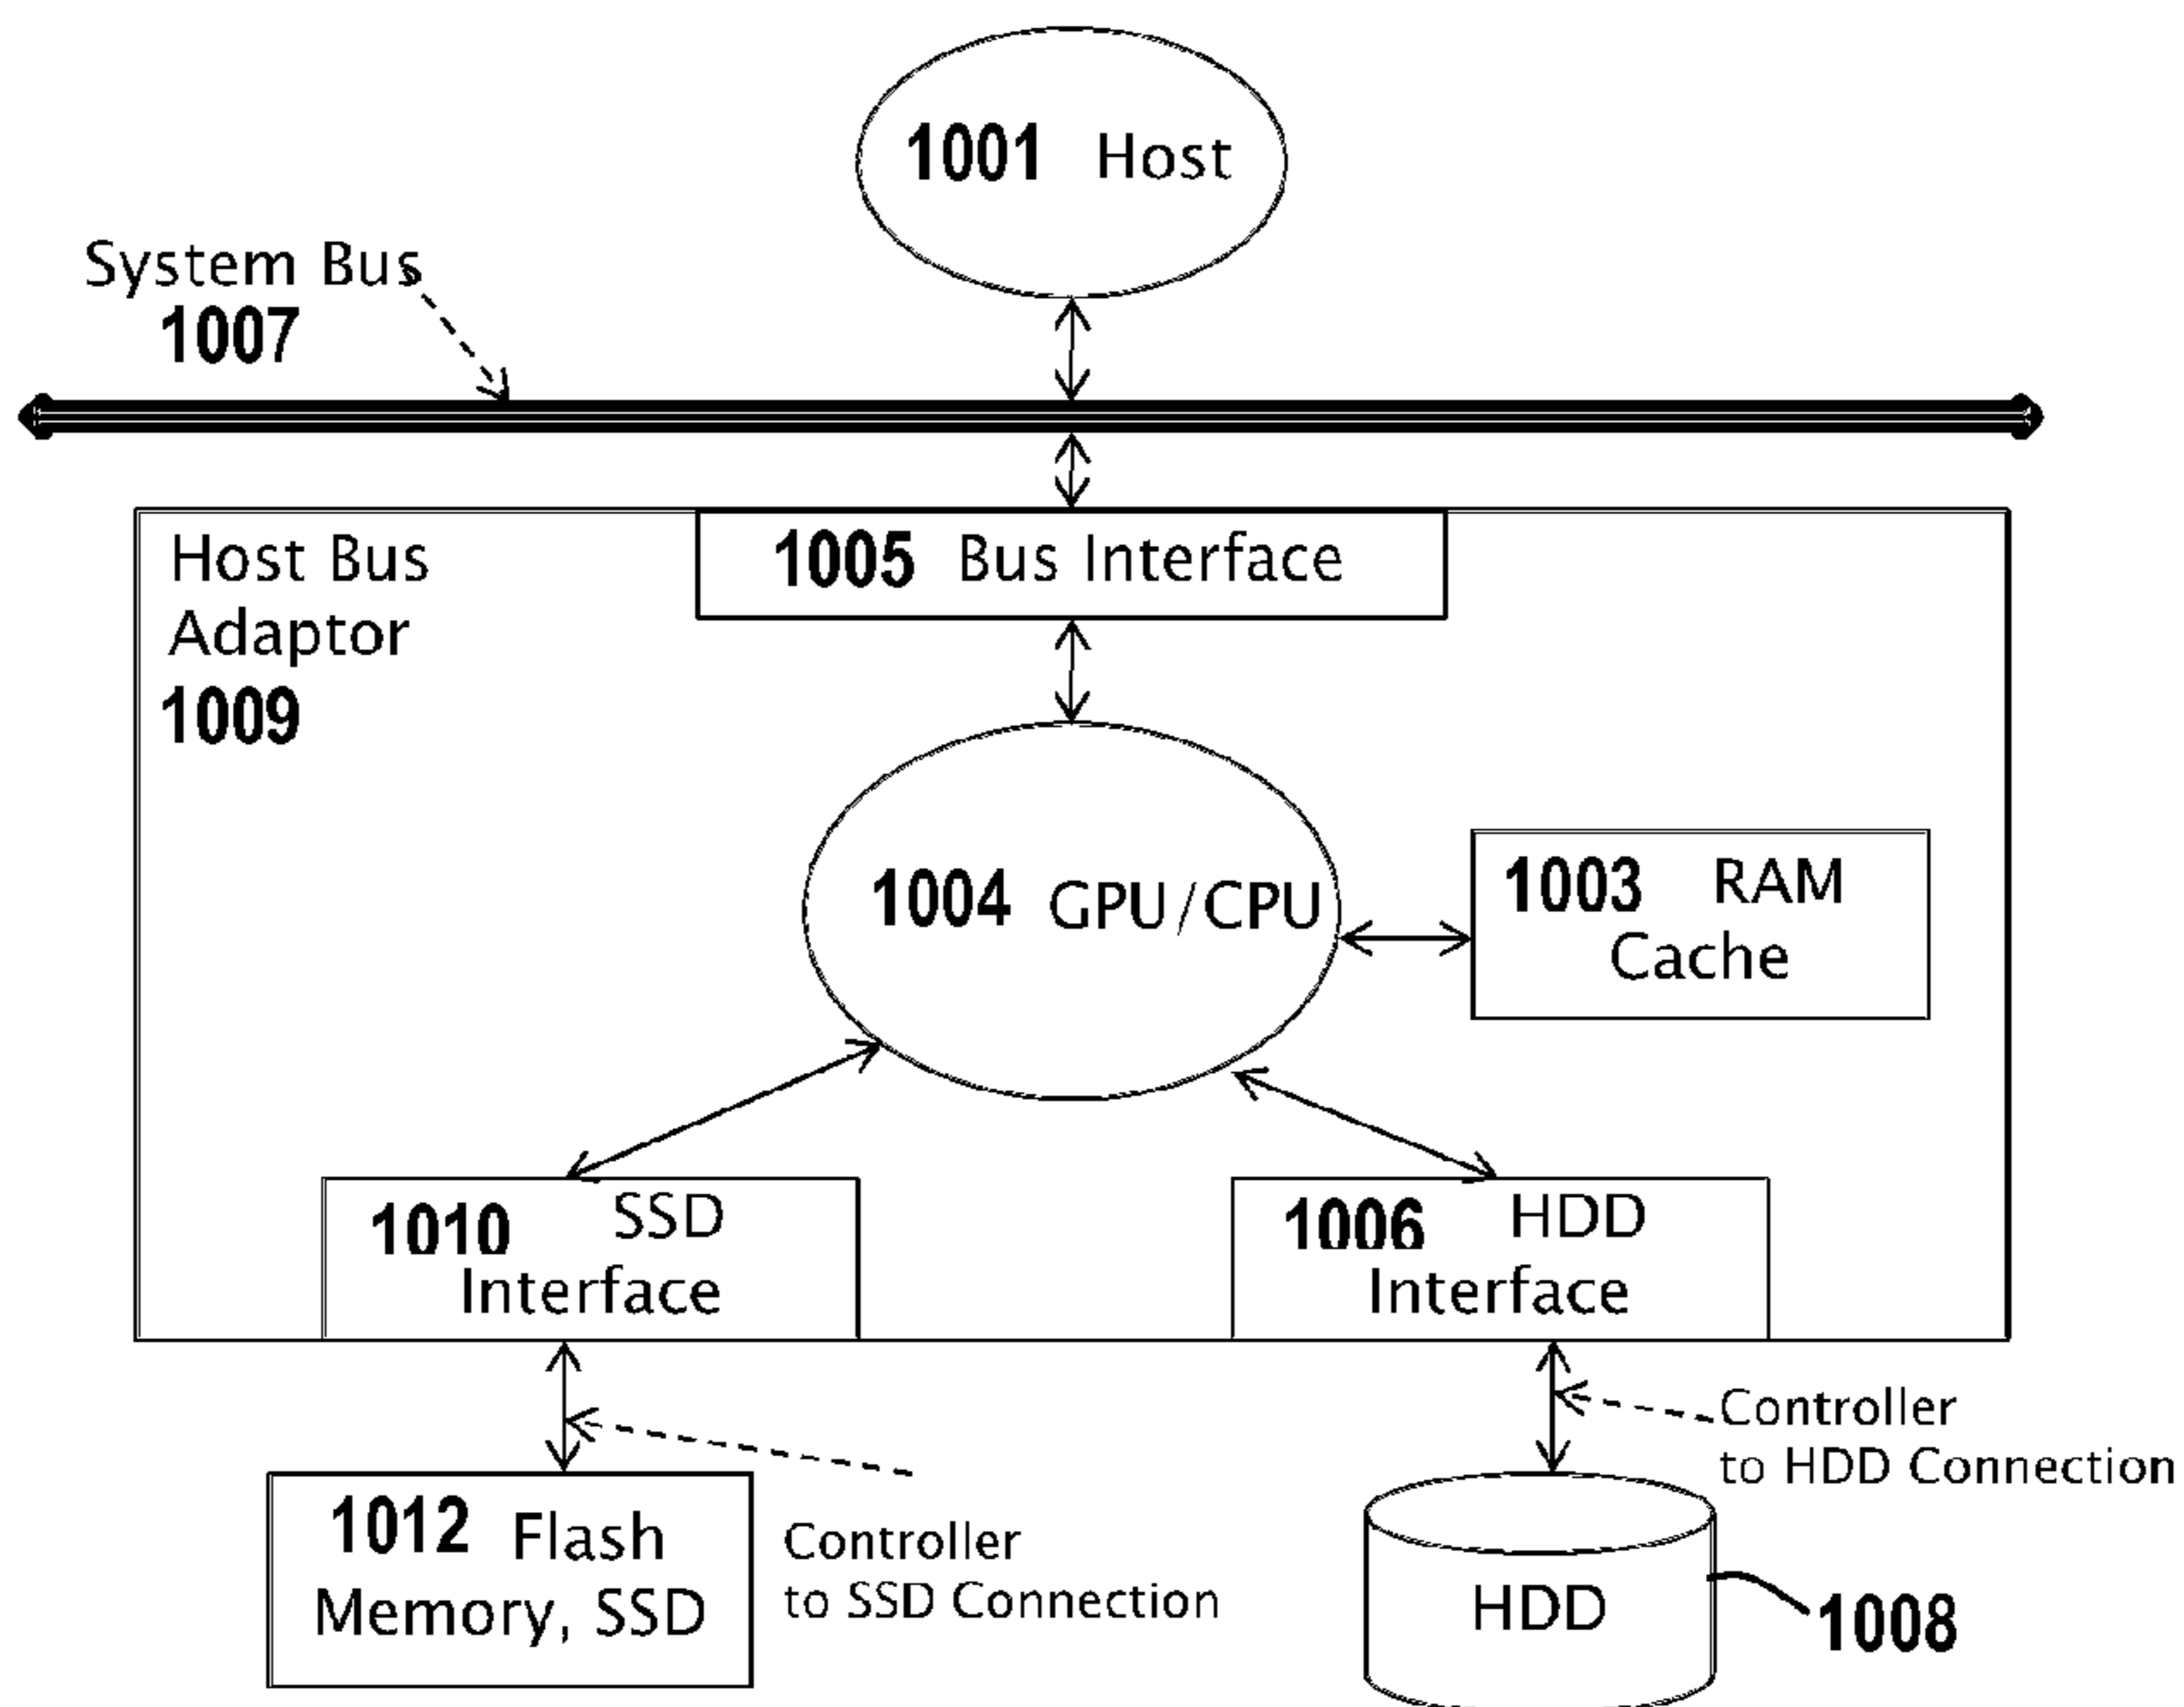 1001 Host
System Bus
1007
1005 Bus Interface
Host Bus
Adaptor
1009
1004 GPU/CPU
1003 RAM
Cache
1010 SSD
Interface
1006 HDD
Interface
Controller
to HDD Connection
1012 Flash
Memory, SSD
Controller
to SSD Connection
HDD
1008